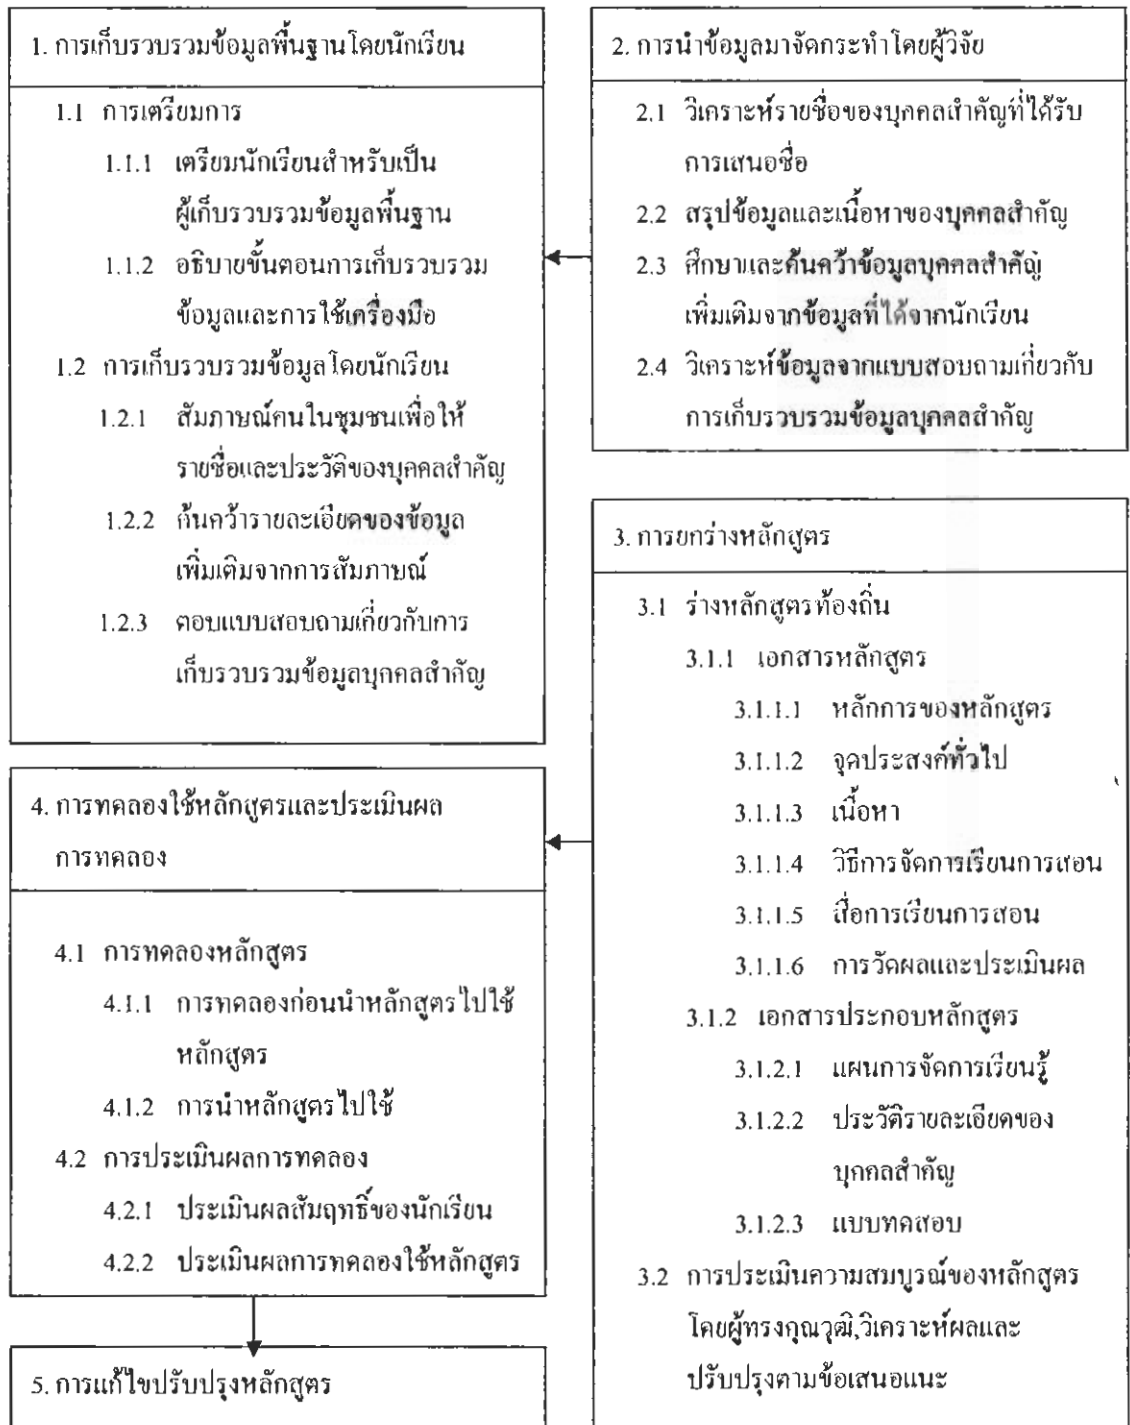 1. การเก็บรวบรวมข้อมูลพื้นฐานโดยนักเรียน
1.1 การเตรียมการ
1.1.1 เตรียมนักเรียนสำหรับเป็น
ผู้เก็บรวบรวมข้อมูลพื้นฐาน
1.1.2 อธิบายขั้นตอนการเก็บรวบรวม
ข้อมูลและการใช้เครื่องมือ
1.2 การเก็บรวบรวมข้อมูลโดยนักเรียน
1.2.1 สัมภาษณ์คนในชุมชนเพื่อให้
รายชื่อและประวัติของบุคคลสำคัญ
1.2.2 ค้นคว้ารายละเอียดของข้อมูล
เพิ่มเติมจากการสัมภาษณ์
1.2.3 ตอบแบบสอบถามเกี่ยวกับการ
เก็บรวบรวมข้อมูลบุคคลสำคัญ
2. การนำข้อมูลมาจัดกระทำโดยผู้วิจัย
2.1 วิเคราะห์รายชื่อของบุคคลสำคัญที่ได้รับ
การเสนอชื่อ
2.2 สรุปข้อมูลและเนื้อหาของบุคคลสำคัญ
2.3 ศึกษาและค้นคว้าข้อมูลบุคคลสำคัญ
เพิ่มเติมจากข้อมูลที่ได้จากนักเรียน
2.4 วิเคราะห์ข้อมูลจากแบบสอบถามเกี่ยวกับ
การเก็บรวบรวมข้อมูลบุคคลสำคัญ
3. การยกร่างหลักสูตร
3.1 ร่างหลักสูตรท้องถิ่น
3.1.1 เอกสารหลักสูตร
3.1.1.1 หลักการของหลักสูตร
3.1.1.2 จุดประสงค์ทั่วไป
3.1.1.3 เนื้อหา
3.1.1.4 วิธีการจัดการเรียนการสอน
3.1.1.5 สื่อการเรียนการสอน
3.1.1.6 การวัดผลและประเมินผล
3.1.2 เอกสารประกอบหลักสูตร
3.1.2.1 แผนการจัดการเรียนรู้
3.1.2.2 ประวัติรายละเอียดของ
บุคคลสำคัญ
3.1.2.3 แบบทดสอบ
3.2 การประเมินความสมบูรณ์ของหลักสูตร
โดยผู้ทรงคุณวุฒิ,วิเคราะห์ผลและ
ปรับปรุงตามข้อเสนอแนะ
4. การทดลองใช้หลักสูตรและประเมินผล
การทดลอง
4.1 การทดลองหลักสูตร
4.1.1 การทดลองก่อนนำหลักสูตรไปใช้
หลักสูตร
4.1.2 การนำหลักสูตรไปใช้
4.2 การประเมินผลการทดลอง
4.2.1 ประเมินผลสัมฤทธิ์ของนักเรียน
4.2.2 ประเมินผลการทดลองใช้หลักสูตร
5. การแก้ไขปรับปรุงหลักสูตร